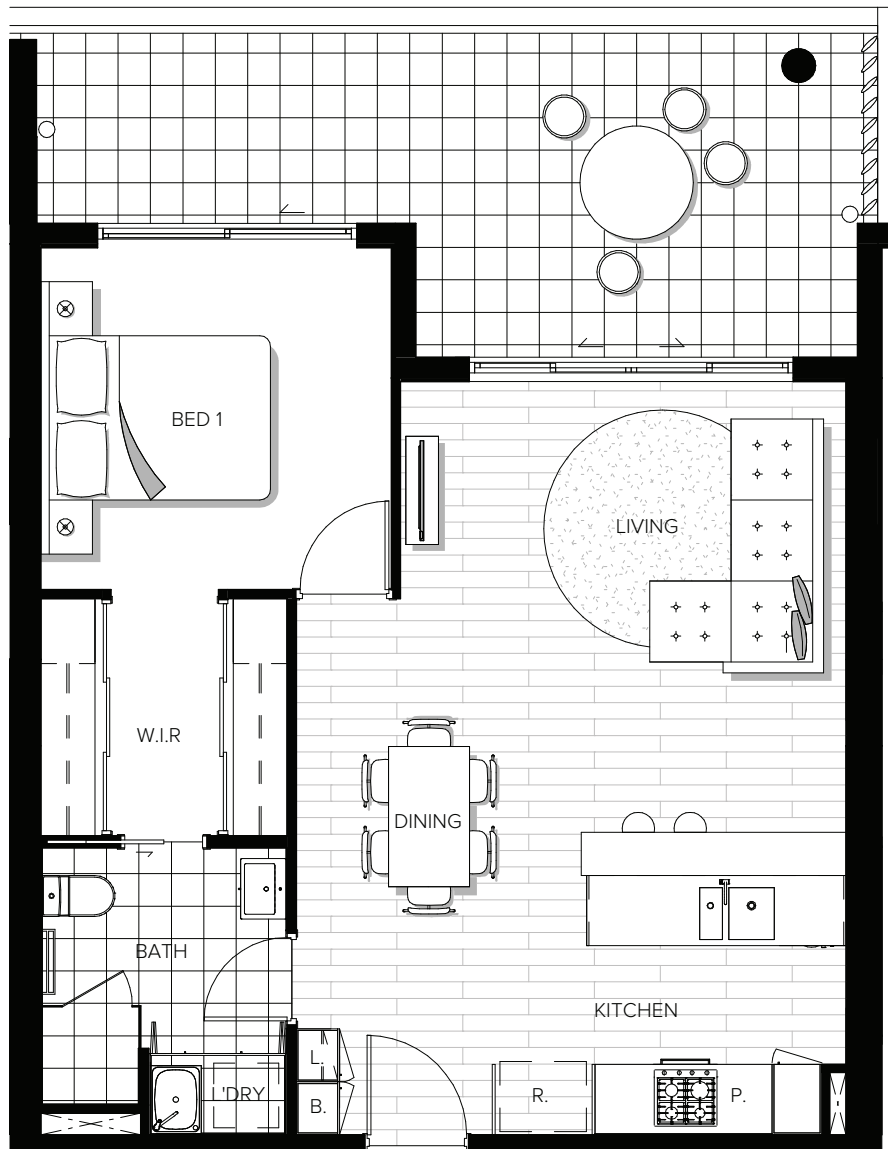 BED 1
LIVING
W.I.R
DINING
BATH
KITCHEN
L.
L'DRY
R.
P.
B.